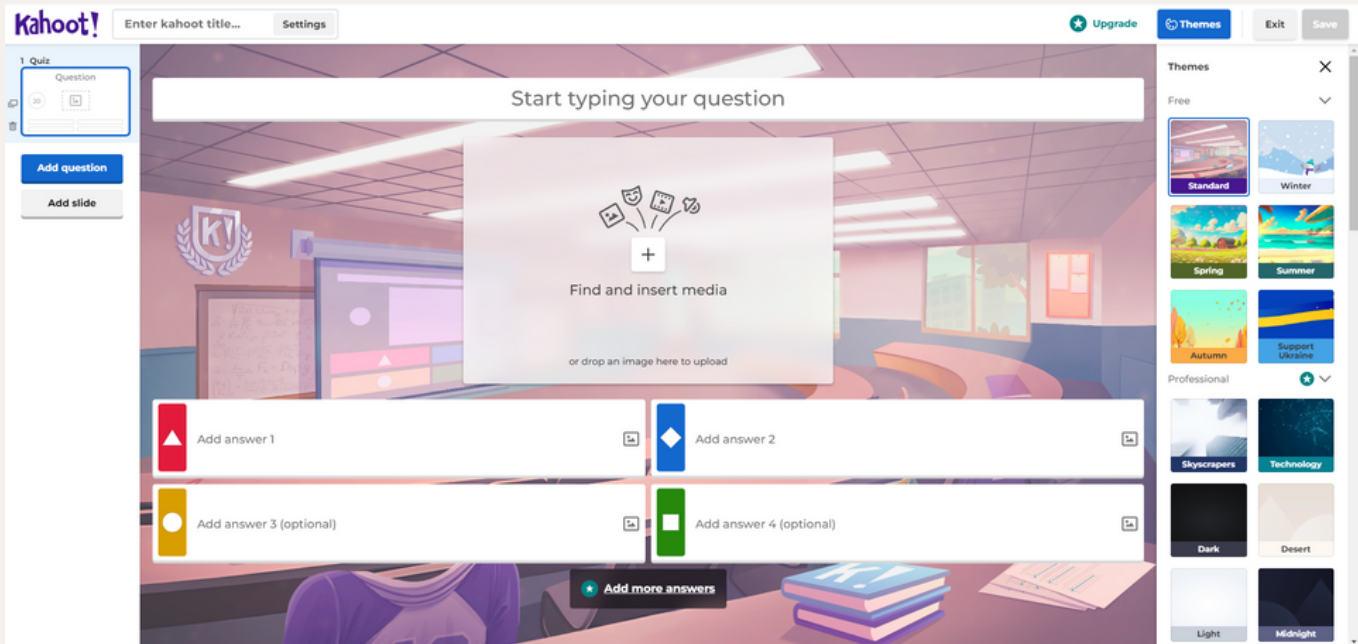 Kahoot!
Enter kahoot title...
Settings
Upgrade
Themes
Exit
Save
1 Quiz
Question
20
Add question
Add slide
Start typing your question
Find and insert media
or drop an image here to upload
Add answer 1
Add answer 2
Add answer 3 (optional)
Add answer 4 (optional)
Add more answers
K!
K!
Themes
Free
Standard
Winter
Spring
Summer
Autumn
Support
Ukraine
Professional
Skyscrapers
Technology
Dark
Desert
Light
Midnight